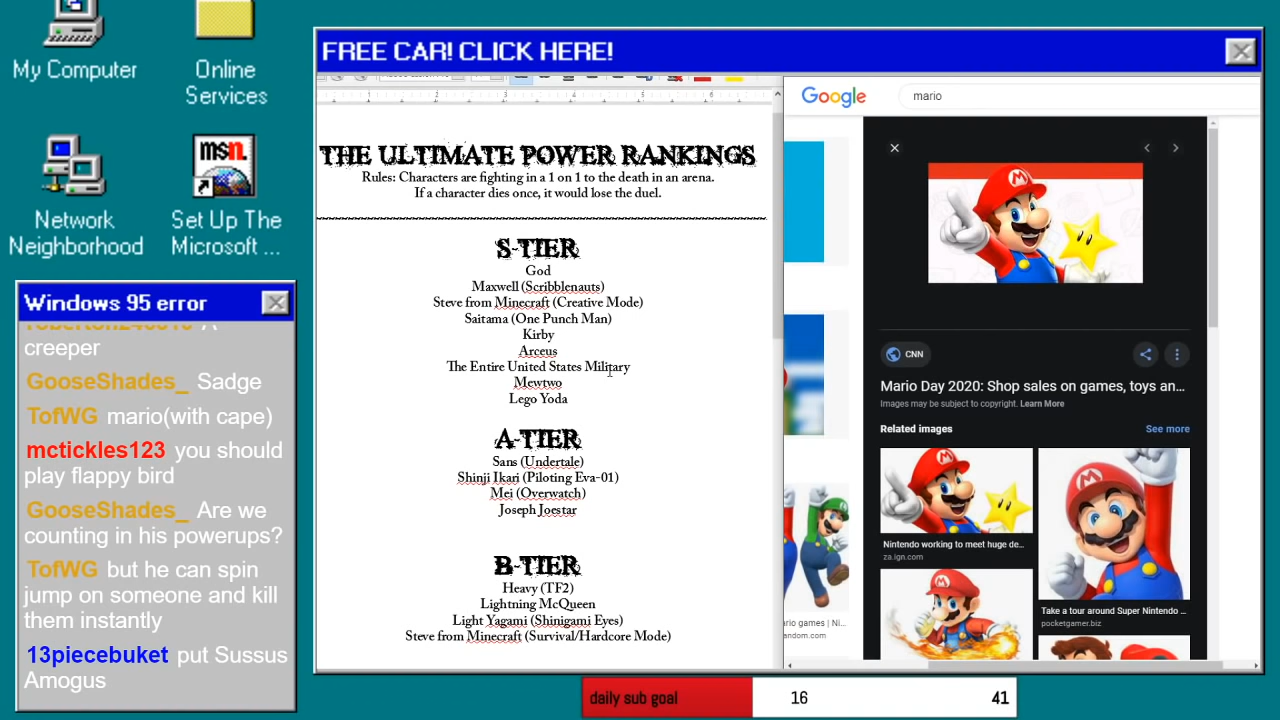 My Computer
Online
Services
Network
Neighborhood
msn.
Set Up The
Microsoft ...
Windows 95 error
creeper
GooseShades_ Sadge
TofWG mario(with cape)
mctickles123 you should
play flappy bird
GooseShades_ Are we
counting in his powerups?
TofWG but he can spin
jump on someone and kill
them instantly
13piecebuket put Sussus
Amogus
FREE CAR! CLICK HERE!
THE ULTIMATE POWER RANKINGS
Rules: Characters are fighting in a 1 on 1 to the death in an arena.
If a character dies once, it would lose the duel.
S-TIER
God
Maxwell (Scribblenauts)
Steve from Minecraft (Creative Mode)
Saitama (One Punch Man)
Kirby
Arceus
The Entire United States Military
Mewtwo
Lego Yoda
A-TIER
Sans (Undertale)
Shinji Ikari (Piloting Eva-01)
Mei (Overwatch)
Joseph Joestar
B-TIER
Heavy (TF2)
Lightning McQueen
Light Yagami (Shinigami Eyes)
Steve from Minecraft (Survival/Hardcore Mode)
Google
mario
CNN
Mario Day 2020: Shop sales on games, toys an...
Images may be subject to copyright. Learn More
Related images
See more
Nintendo working to meet huge de...
za.ign.com
Take a tour around Super Nintendo ...
pocketgamer.biz
ario games | Ni...
andom.com
daily sub goal
16
41